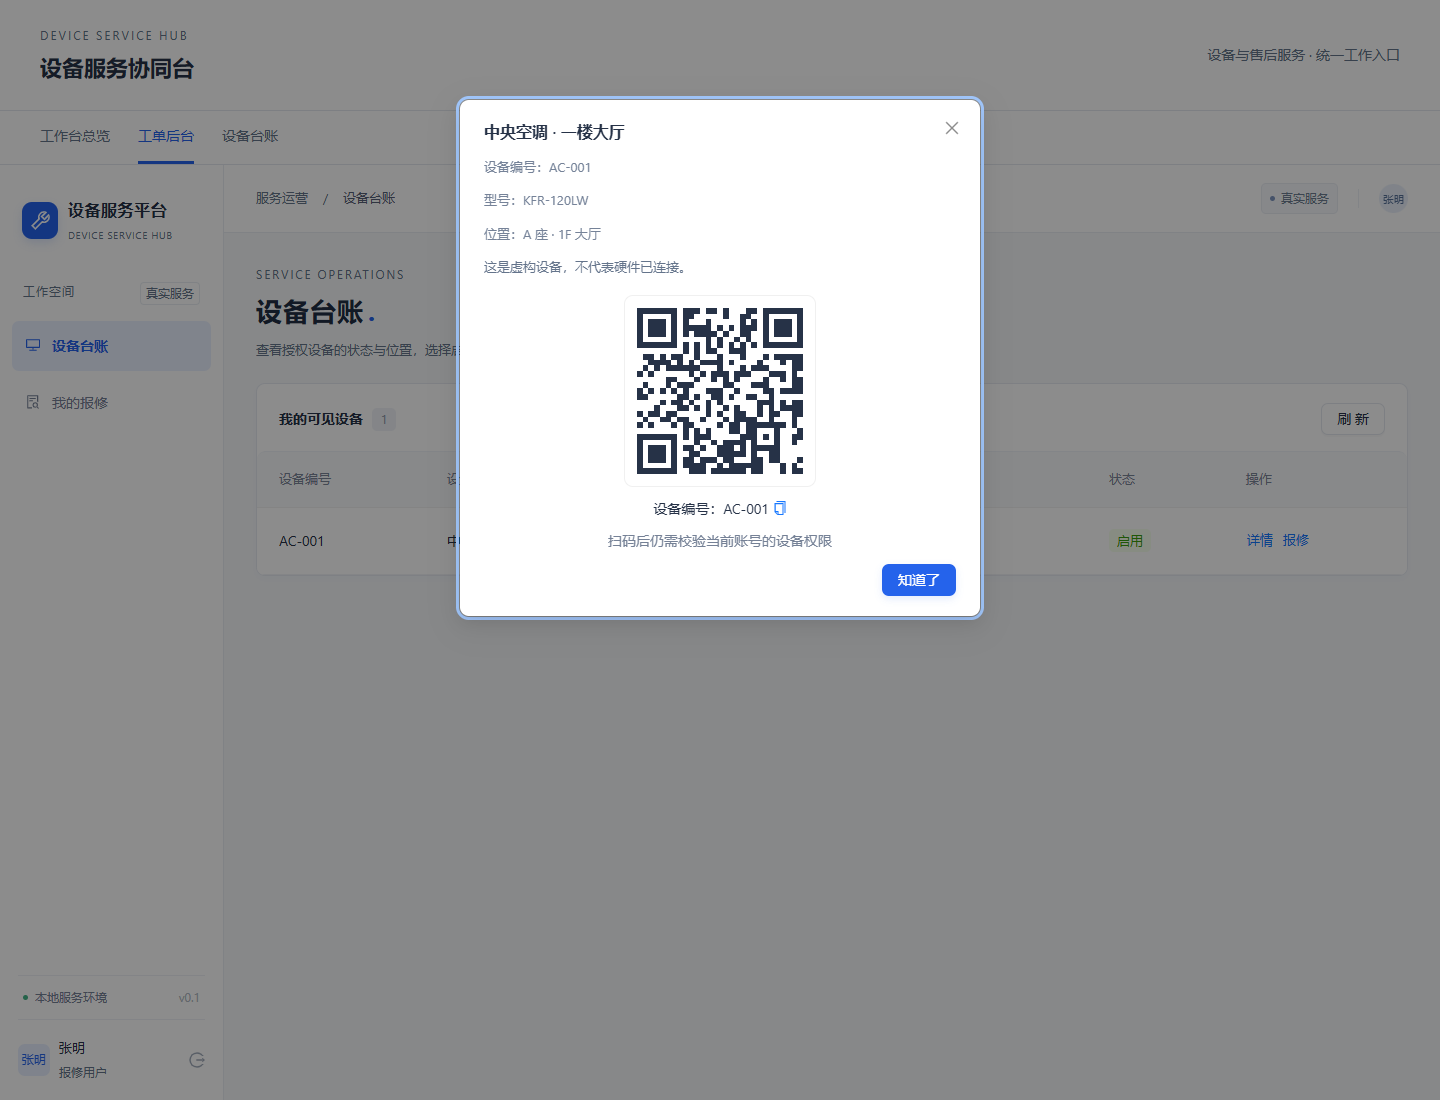 DEVICE SERVICE HUB
设备服务协同台
设备与售后服务 · 统一工作入口
工作台总览
工单后台
设备台账
设备服务平台
DEVICE SERVICE HUB
工作空间
真实服务
设备台账
我的报修
本地服务环境
v0.1
张明
张明
报修用户
服务运营 / 设备台账
真实服务
张明
SERVICE OPERATIONS
设备台账.
查看授权设备的状态与位置，选择
我的可见设备 1
刷 新
设备编号
状态
操作
AC-001
启用
详情 报修
中央空调 · 一楼大厅
设备编号：AC-001
型号：KFR-120LW
位置：A 座 · 1F 大厅
这是虚构设备，不代表硬件已连接。
设备编号：AC-001
扫码后仍需校验当前账号的设备权限
知道了